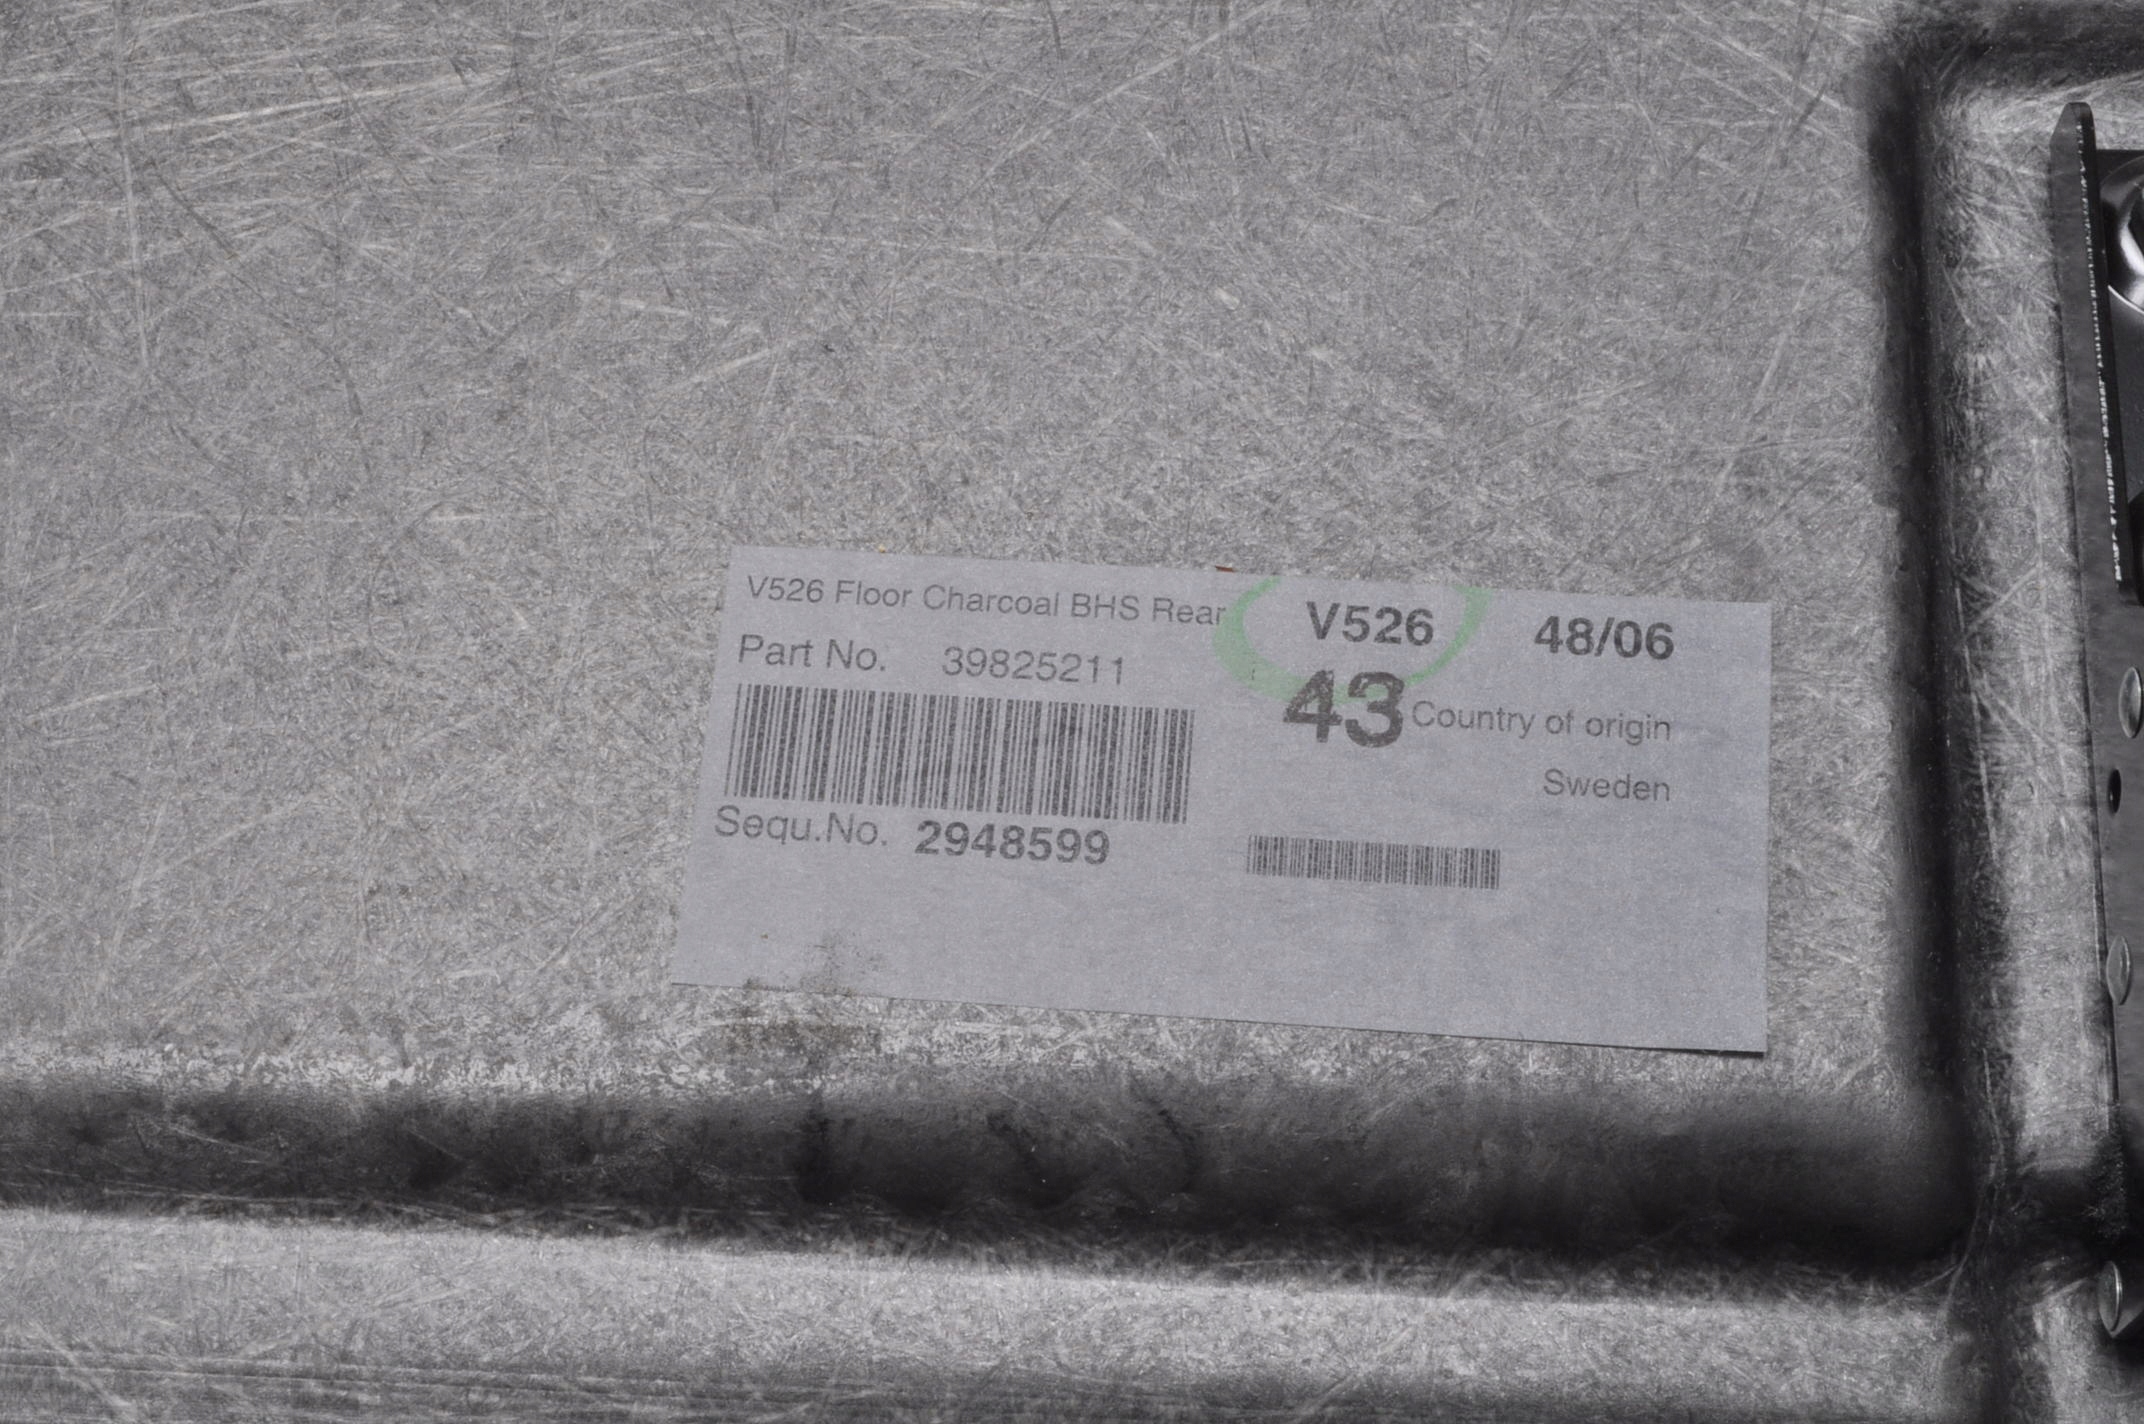 V526 Floor Charcoal BHS Rear
V526 48/06
Part No. 39825211
43 Country of origin
Sweden
Sequ.No. 2948599